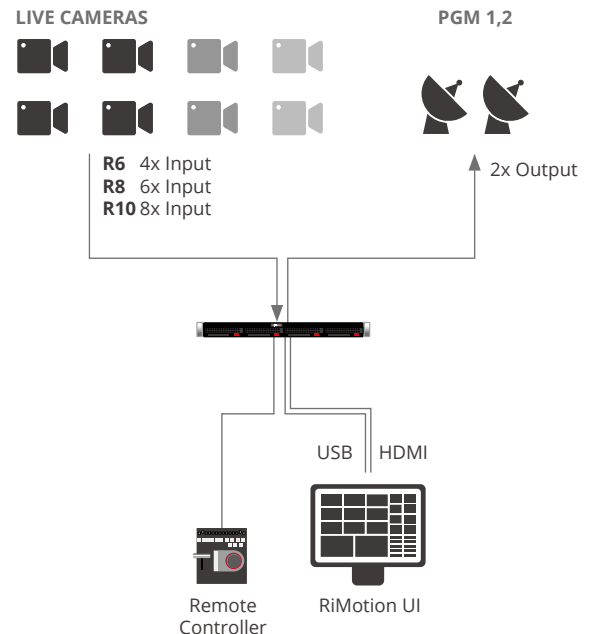 LIVE CAMERAS
PGM 1,2
R6 4x Input
R8 6x Input
R10 8x Input
2x Output
USB
HDMI
Remote
Controller
RiMotion UI